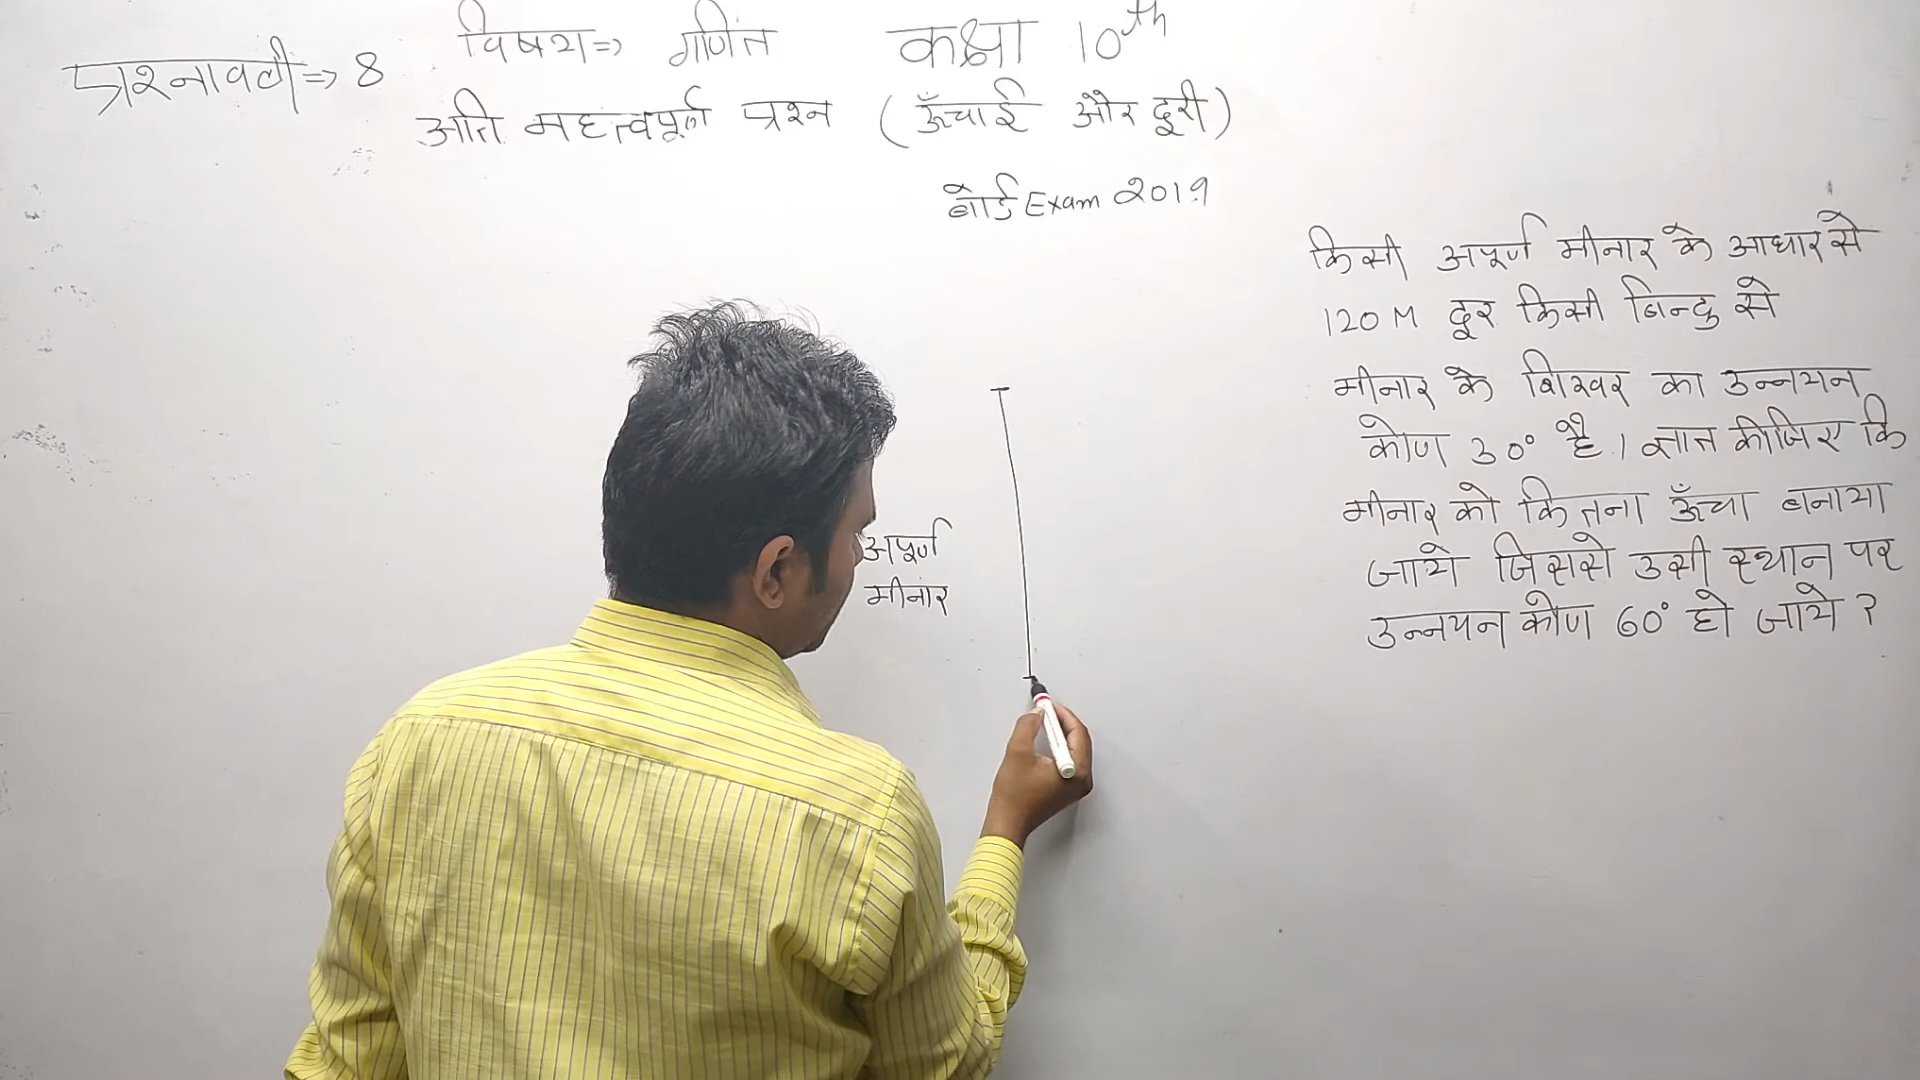 विषय=> गणित कक्षा 10th
प्रश्नावली=> 8
अति महत्वपूर्ण प्रश्न (ऊँचाई और दूरी)
बोर्ड Exam 2019
किसी अपूर्ण मीनार के आधार से
120 M दूर किसी बिन्दु से
मीनार के शिखर का उन्नयन
कोण 30° है। ज्ञात कीजिए कि
मीनार को कितना ऊँचा बनाया
जाये जिससे उसी स्थान पर
उन्नयन कोण 60° हो जाये ?
अपूर्ण
मीनार